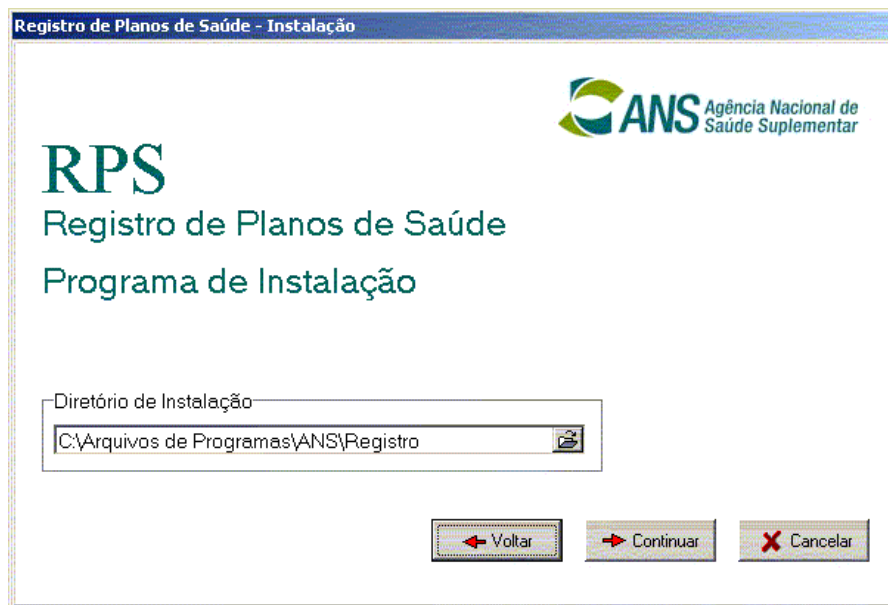 Registro de Planos de Saúde - Instalação
ANS Agência Nacional de
Saúde Suplementar
RPS
Registro de Planos de Saúde
Programa de Instalação
Diretório de Instalação
C:\Arquivos de Programas\ANS\Registro
Voltar
Continuar
Cancelar